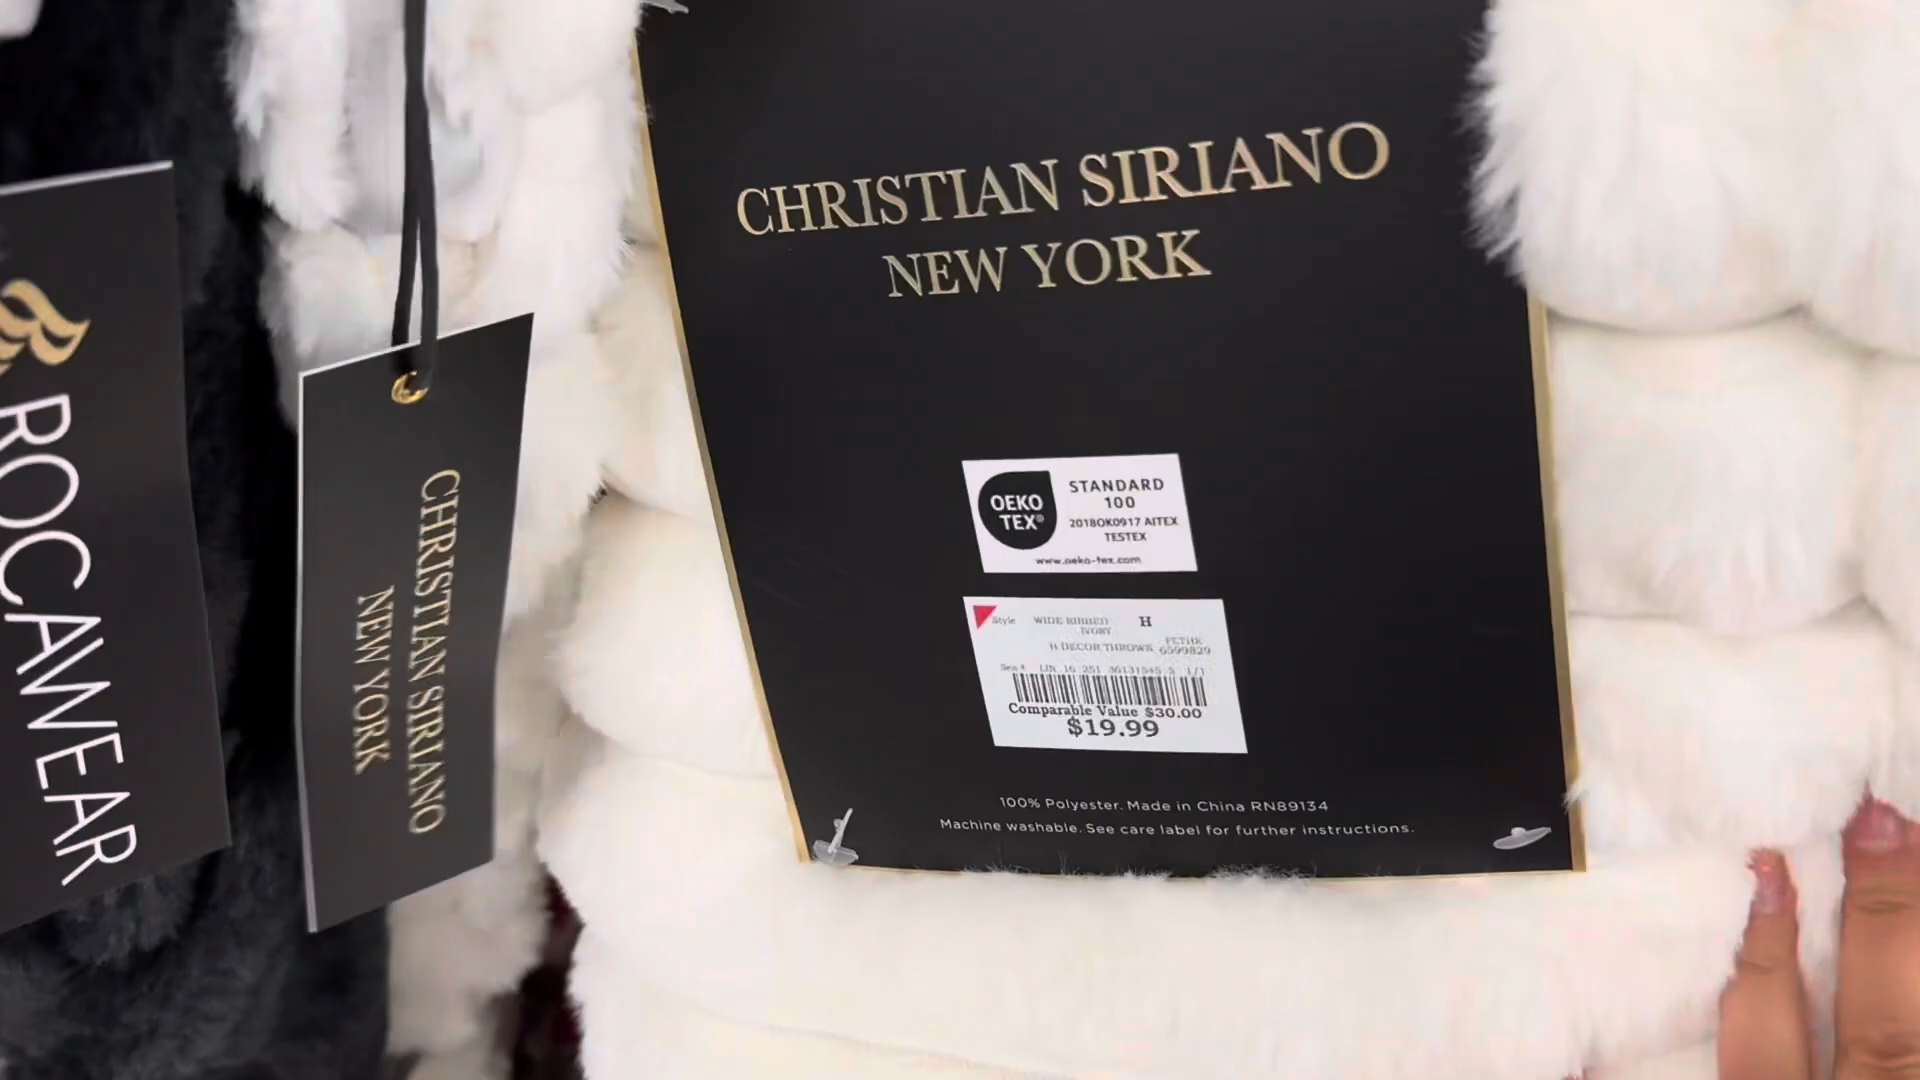 ROCAWEAR
CHRISTIAN SIRIANO
NEW YORK
CHRISTIAN SIRIANO
NEW YORK
OEKO
TEX®
STANDARD
100
2018OK0917 AITEX
TESTEX
www.oeko-tex.com
Style WIDE RIBBED H
IVORY
H DECOR THROWS 6599829
Comparable Value $30.00
$19.99
100% Polyester. Made in China RN89134
Machine washable. See care label for further instructions.